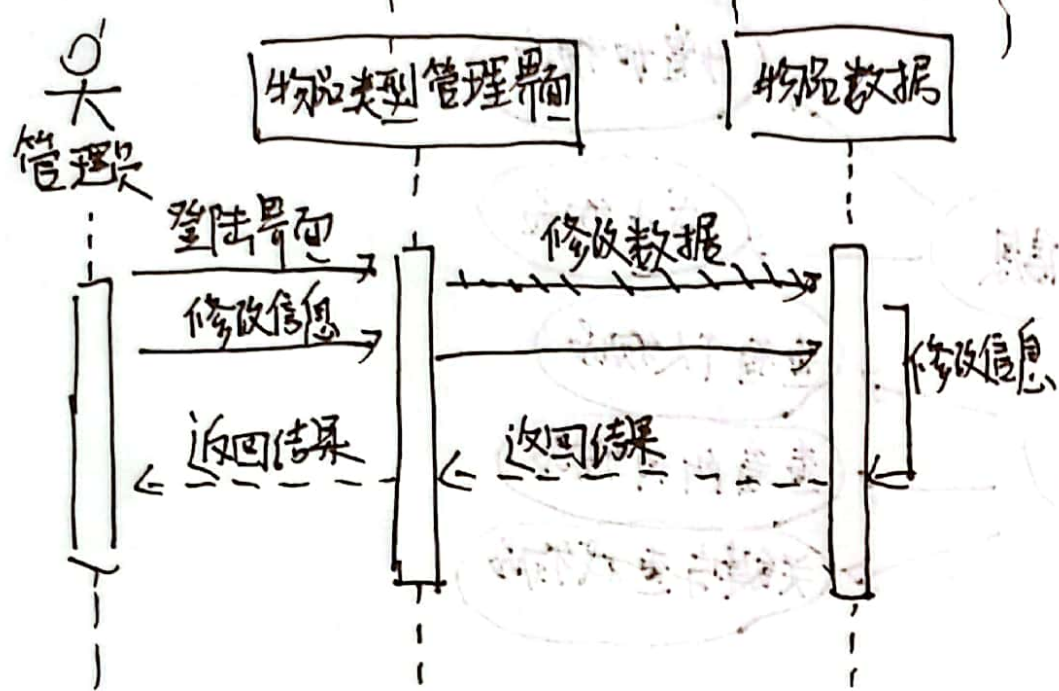 管理员
物品类型管理界面
物品数据
登陆界面
修改数据
修改信息
修改信息
返回结果
返回结果